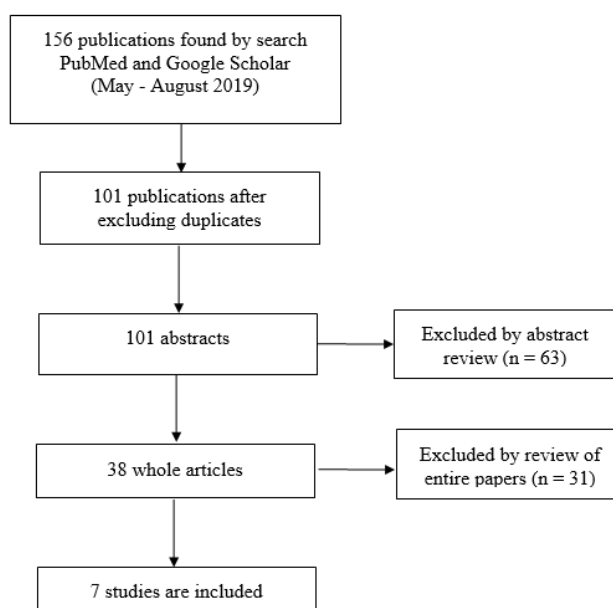 156 publications found by search
PubMed and Google Scholar
(May - August 2019)
101 publications after
excluding duplicates
101 abstracts
Excluded by abstract
review (n = 63)
38 whole articles
Excluded by review of
entire papers (n = 31)
7 studies are included